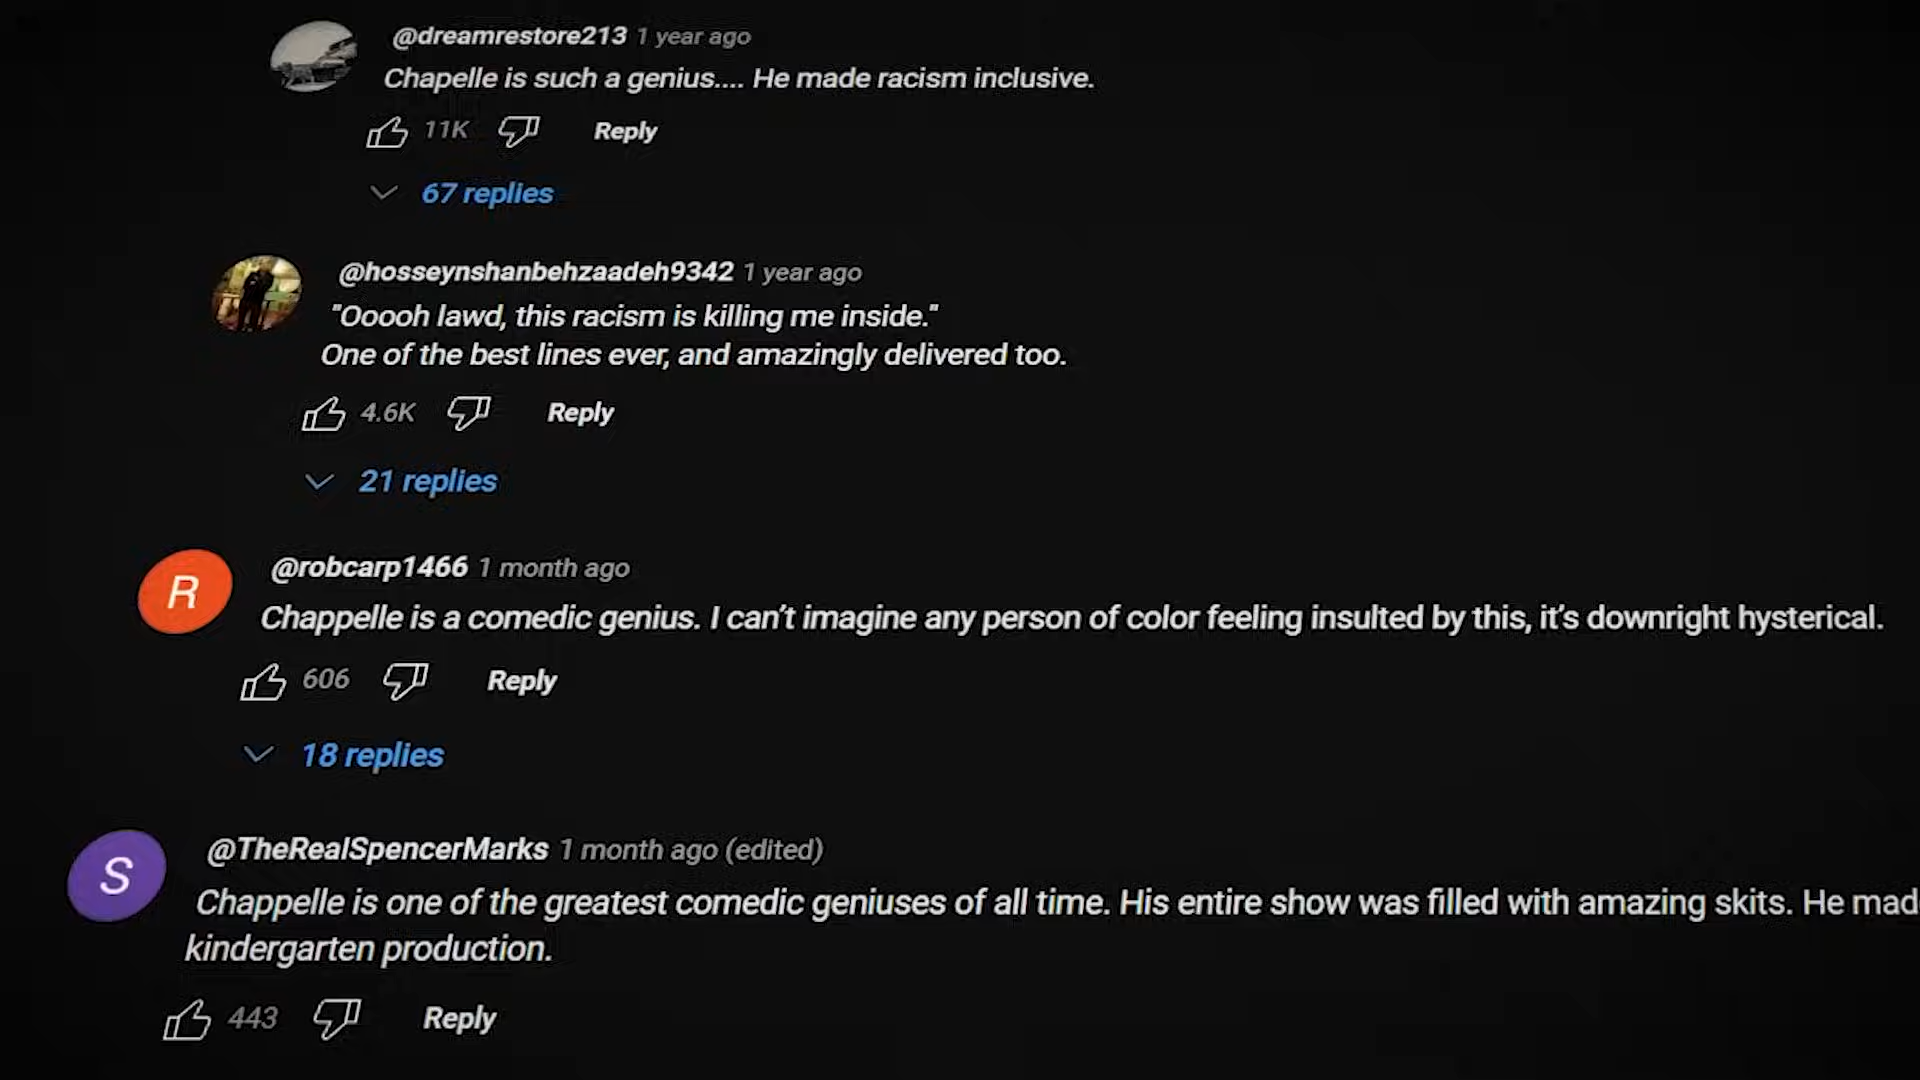 @dreamrestore213 1 year ago
Chapelle is such a genius.... He made racism inclusive.
11K Reply
67 replies
@hosseynshanbehzaadeh9342 1 year ago
"Ooooh lawd, this racism is killing me inside."
One of the best lines ever, and amazingly delivered too.
4.6K Reply
21 replies
R
@robcarp1466 1 month ago
Chappelle is a comedic genius. I can't imagine any person of color feeling insulted by this, it's downright hysterical.
606 Reply
18 replies
S
@TheRealSpencerMarks 1 month ago (edited)
Chappelle is one of the greatest comedic geniuses of all time. His entire show was filled with amazing skits. He mad
kindergarten production.
443 Reply